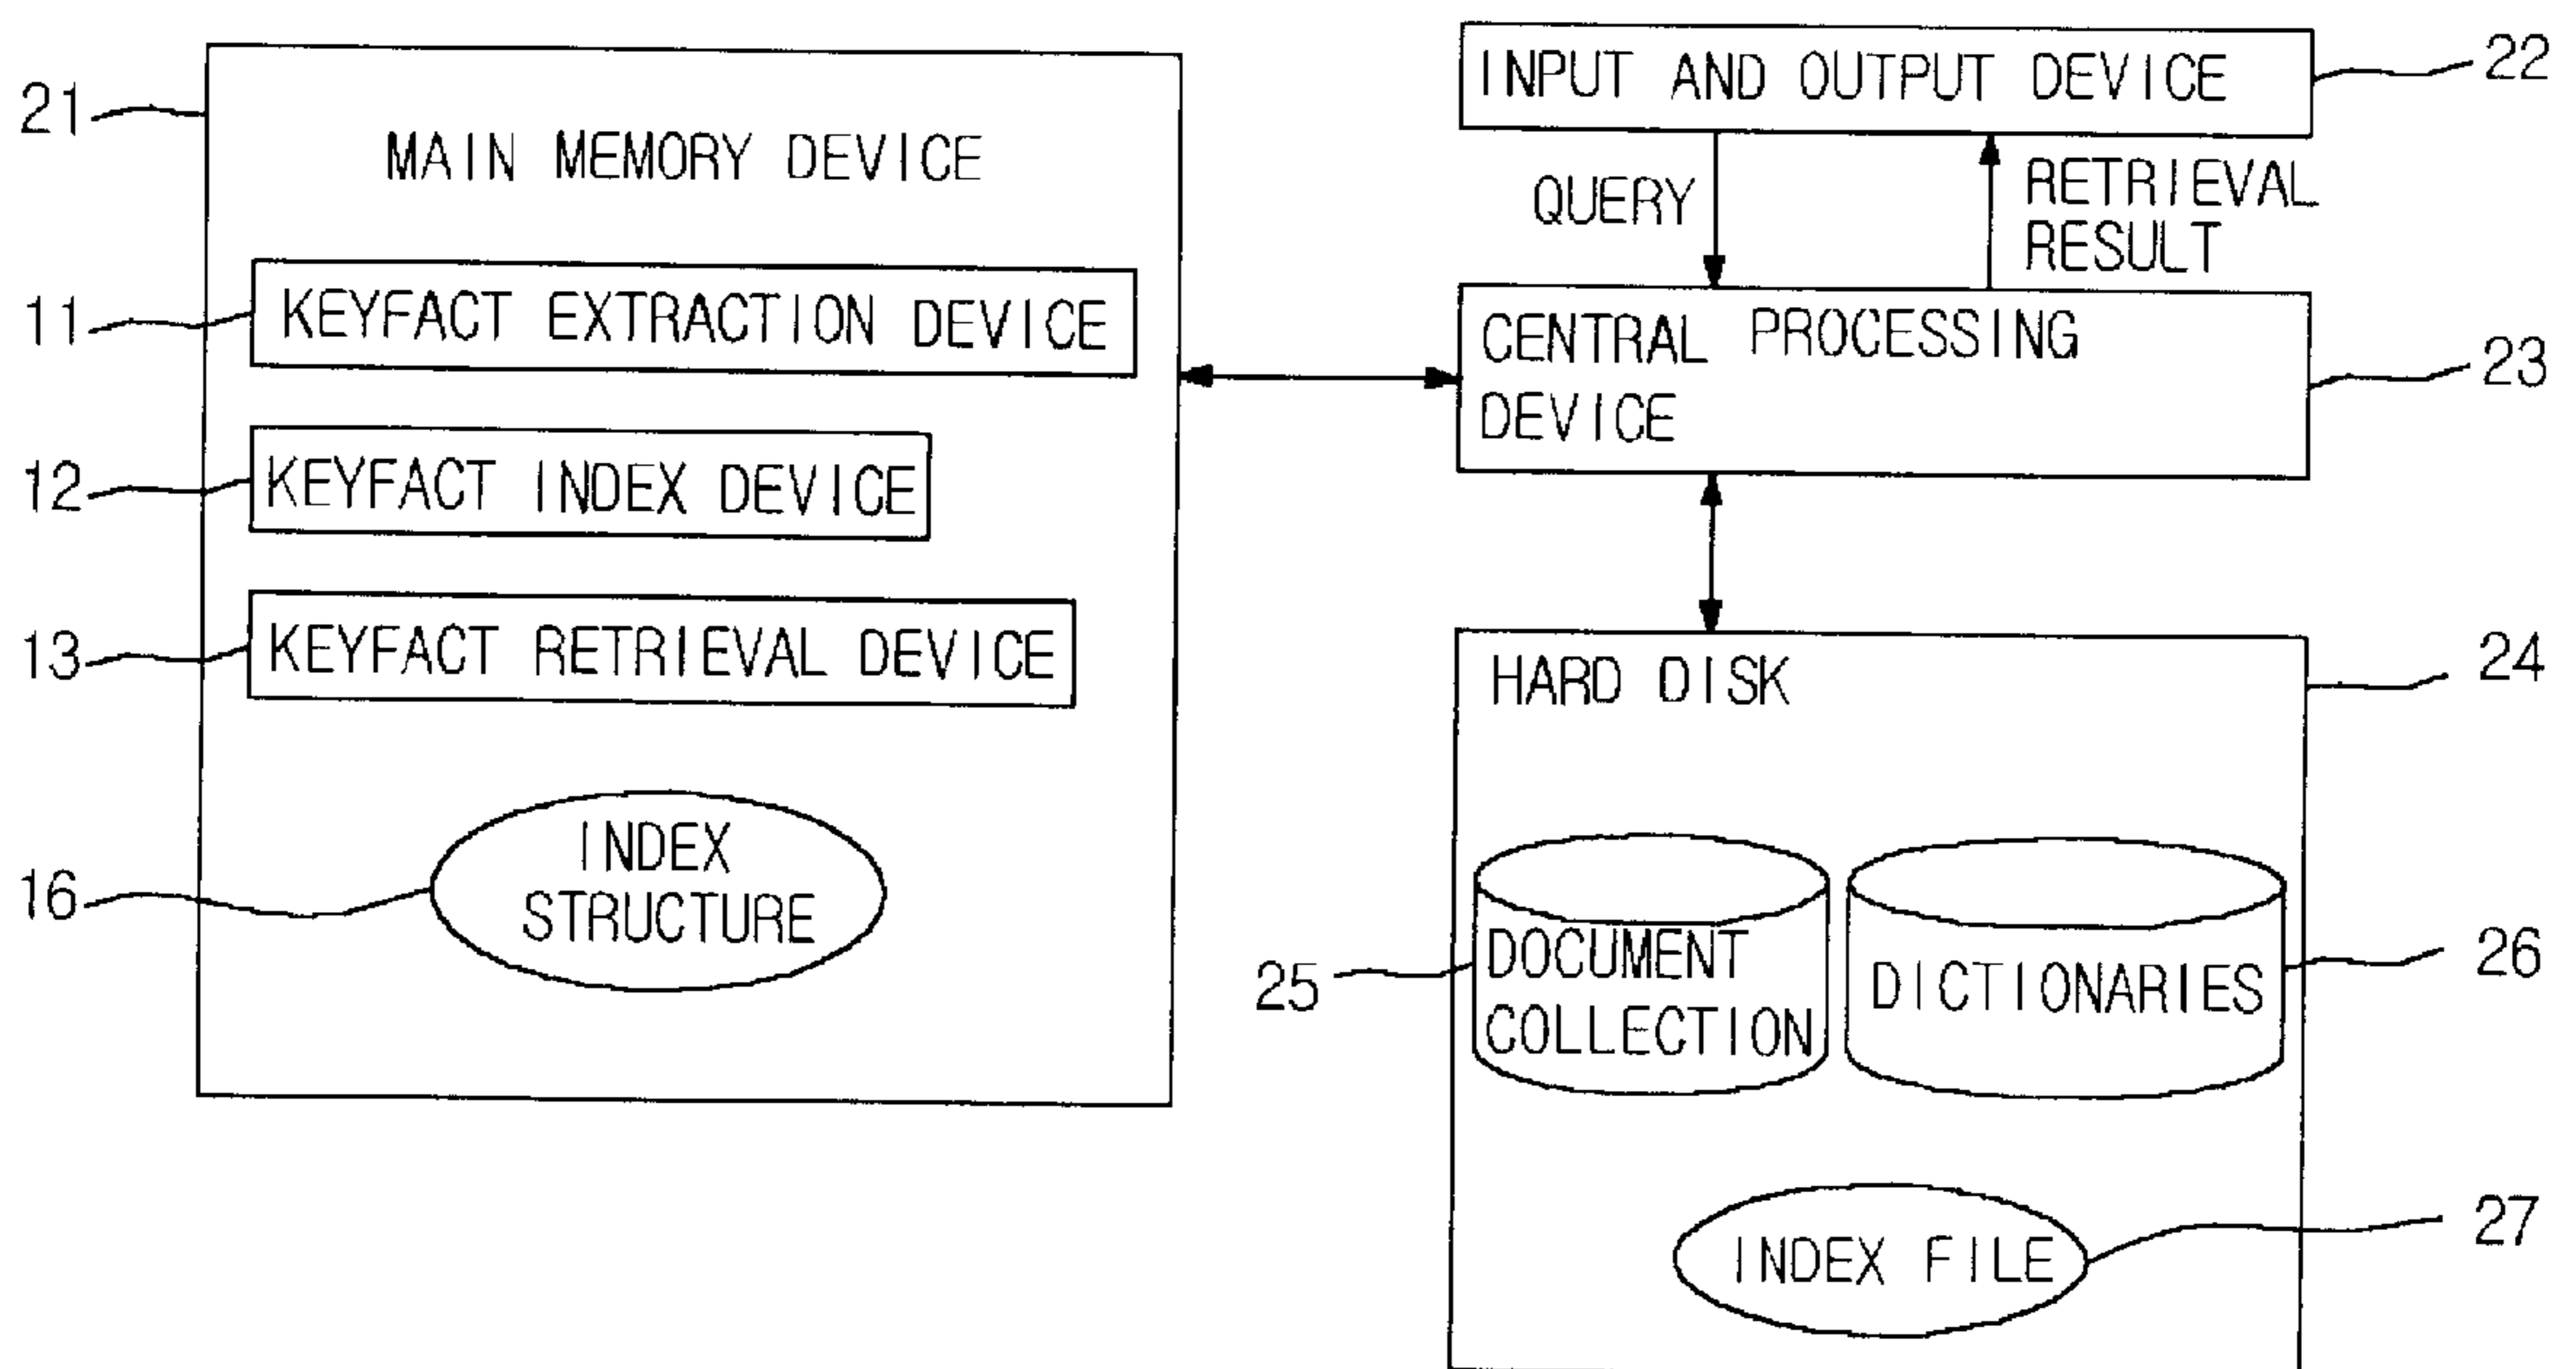 21
MAIN MEMORY DEVICE
11
KEYFACT EXTRACTION DEVICE
12
KEYFACT INDEX DEVICE
13
KEYFACT RETRIEVAL DEVICE
16
INDEX
STRUCTURE
INPUT AND OUTPUT DEVICE
22
QUERY
RETRIEVAL
RESULT
CENTRAL PROCESSING
DEVICE
23
HARD DISK
24
25
DOCUMENT
COLLECTION
DICTIONARIES
26
INDEX FILE
27